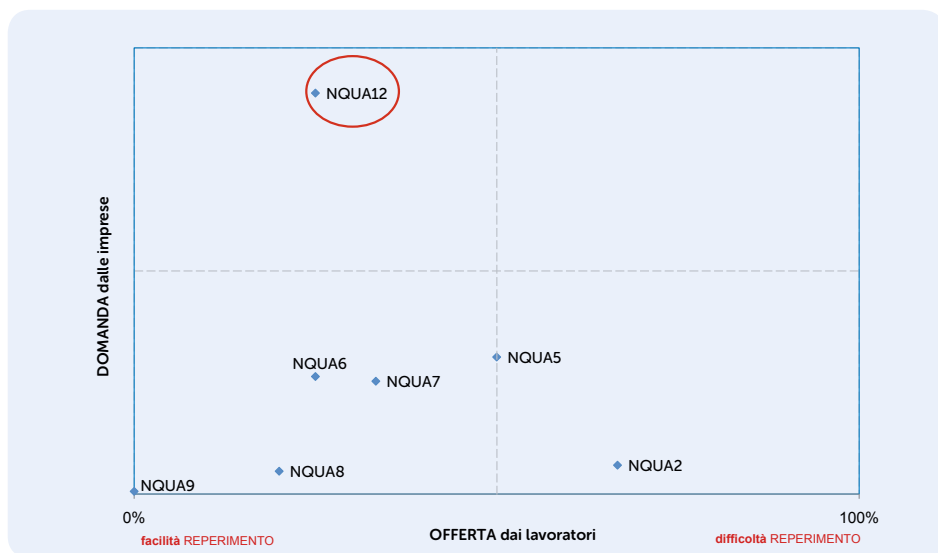 NQUA12
DOMANDA dalle imprese
NQUA5
NQUA6
NQUA7
NQUA2
NQUA8
NQUA9
0%
100%
OFFERTA dai lavoratori
facilità REPERIMENTO
difficoltà REPERIMENTO